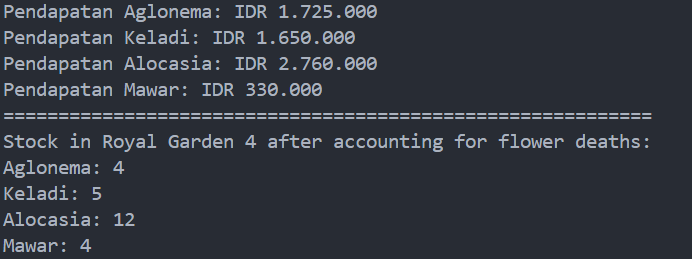 Pendapatan Aglonema: IDR 1.725.000
Pendapatan Keladi: IDR 1.650.000
Pendapatan Alocasia: IDR 2.760.000
Pendapatan Mawar: IDR 330.000
===========================================================
Stock in Royal Garden 4 after accounting for flower deaths:
Aglonema: 4
Keladi: 5
Alocasia: 12
Mawar: 4